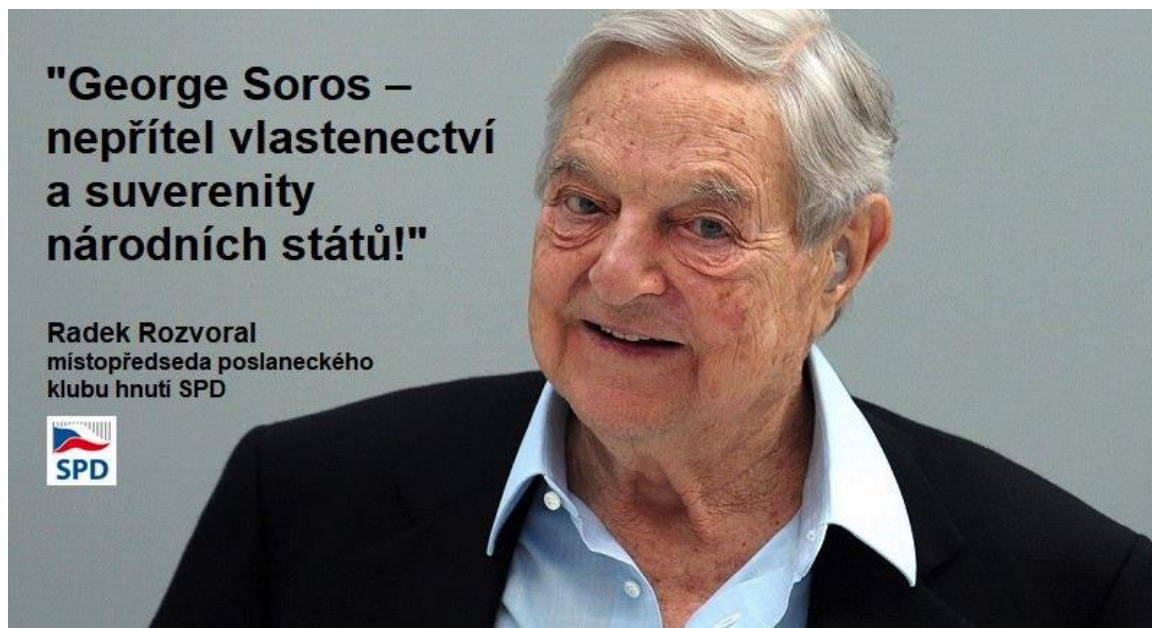 "George Soros –
nepřítel vlastenectví
a suverenity
národních států!"
Radek Rozvoral
místopředseda poslaneckého
klubu hnutí SPD
SPD